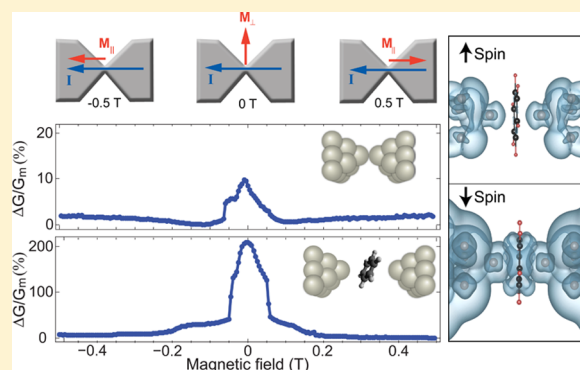 M⊥
M∥
M∥
I
I
I
-0.5 T
0 T
0.5 T
↑ Spin
↓ Spin
ΔG/Gm (%)
20
10
0
ΔG/Gm (%)
200
100
0
-0.4
-0.2
0
0.2
0.4
Magnetic field (T)